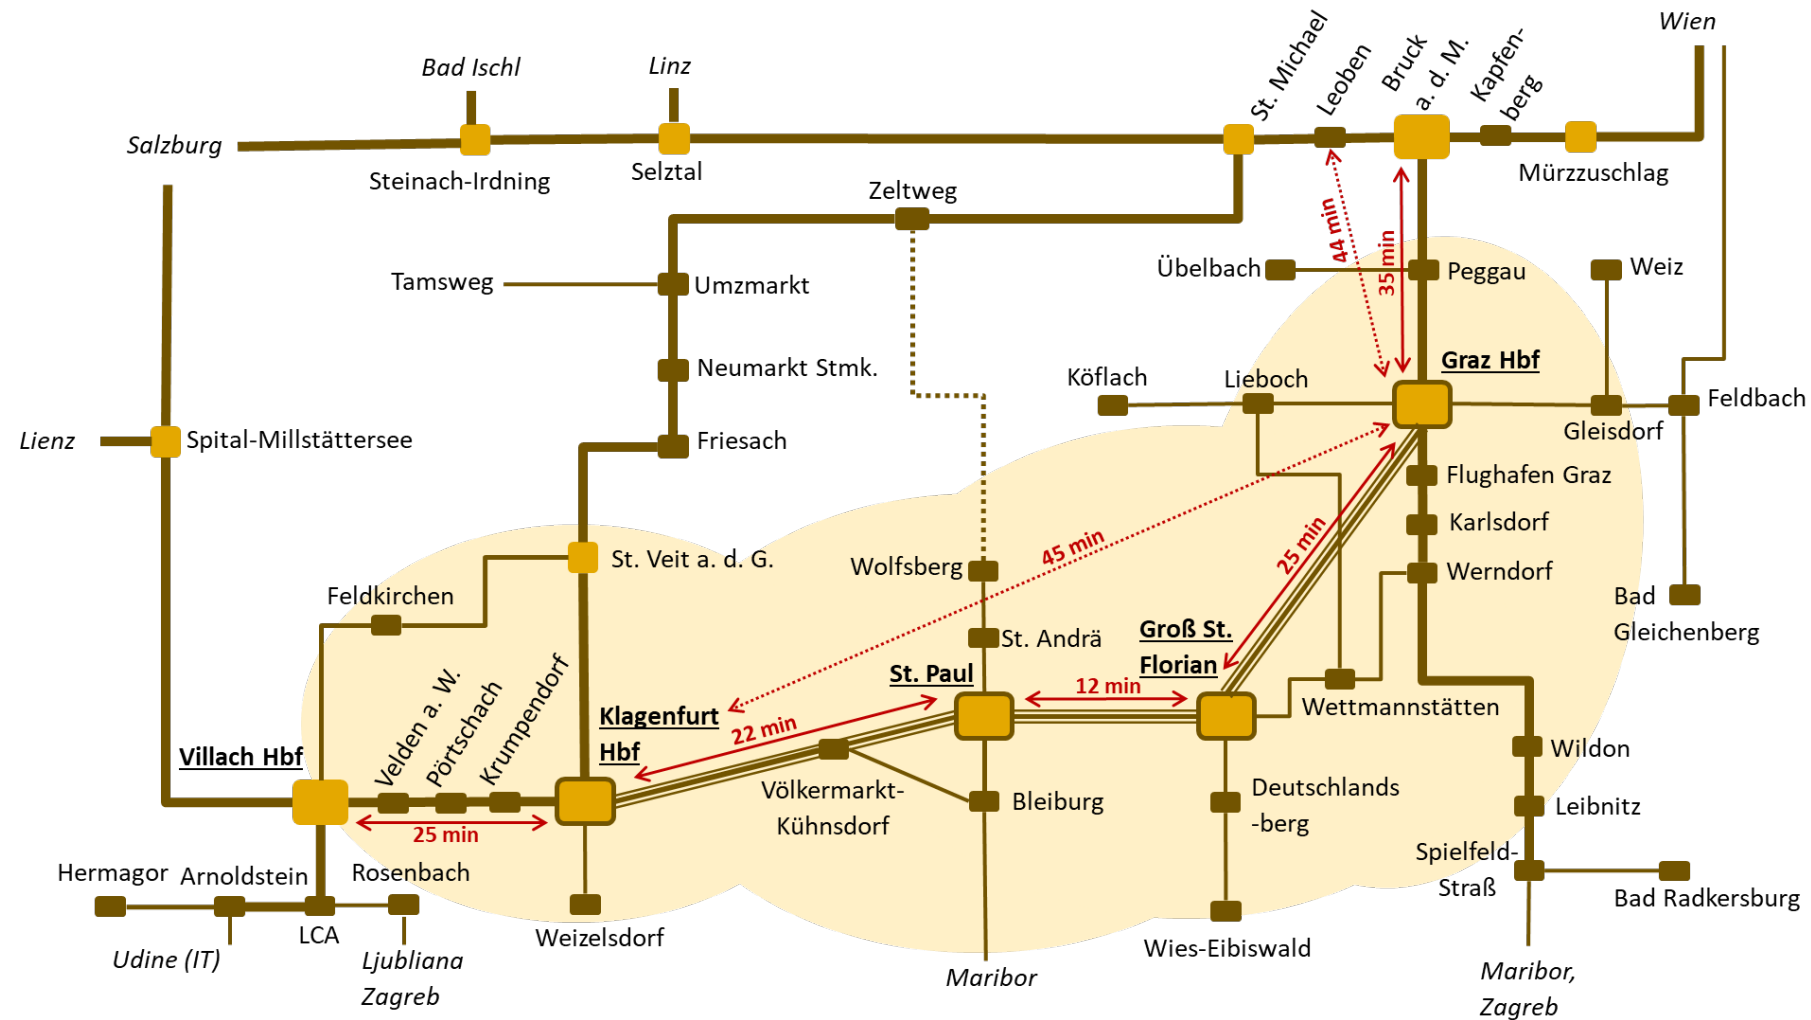 Wien
Bad Ischl
Linz
St. Michael
Leoben
Bruck
a. d. M.
Kapfen-
berg
Salzburg
Steinach-Irdning
Selztal
Mürzzuschlag
Zeltweg
44 min
35 min
Tamsweg
Umzmarkt
Übelbach
Peggau
Weiz
Neumarkt Stmk.
Köflach
Lieboch
Graz Hbf
Feldbach
Gleisdorf
Lienz
Spital-Millstättersee
Friesach
Flughafen Graz
Karlsdorf
45 min
25 min
St. Veit a. d. G.
Wolfsberg
Werndorf
Feldkirchen
Bad
Gleichenberg
St. Andrä
Groß St.
Florian
St. Paul
12 min
Wettmannstätten
Klagenfurt
Hbf
22 min
Villach Hbf
Velden a. W.
Pörtschach
Krumpendorf
25 min
Völkermarkt-
Kühnsdorf
Bleiburg
Deutschlands
-berg
Wildon
Leibnitz
Spielfeld-
Straß
Bad Radkersburg
Hermagor
Arnoldstein
Rosenbach
LCA
Weizelsdorf
Wies-Eibiswald
Udine (IT)
Ljubliana
Zagreb
Maribor
Maribor,
Zagreb